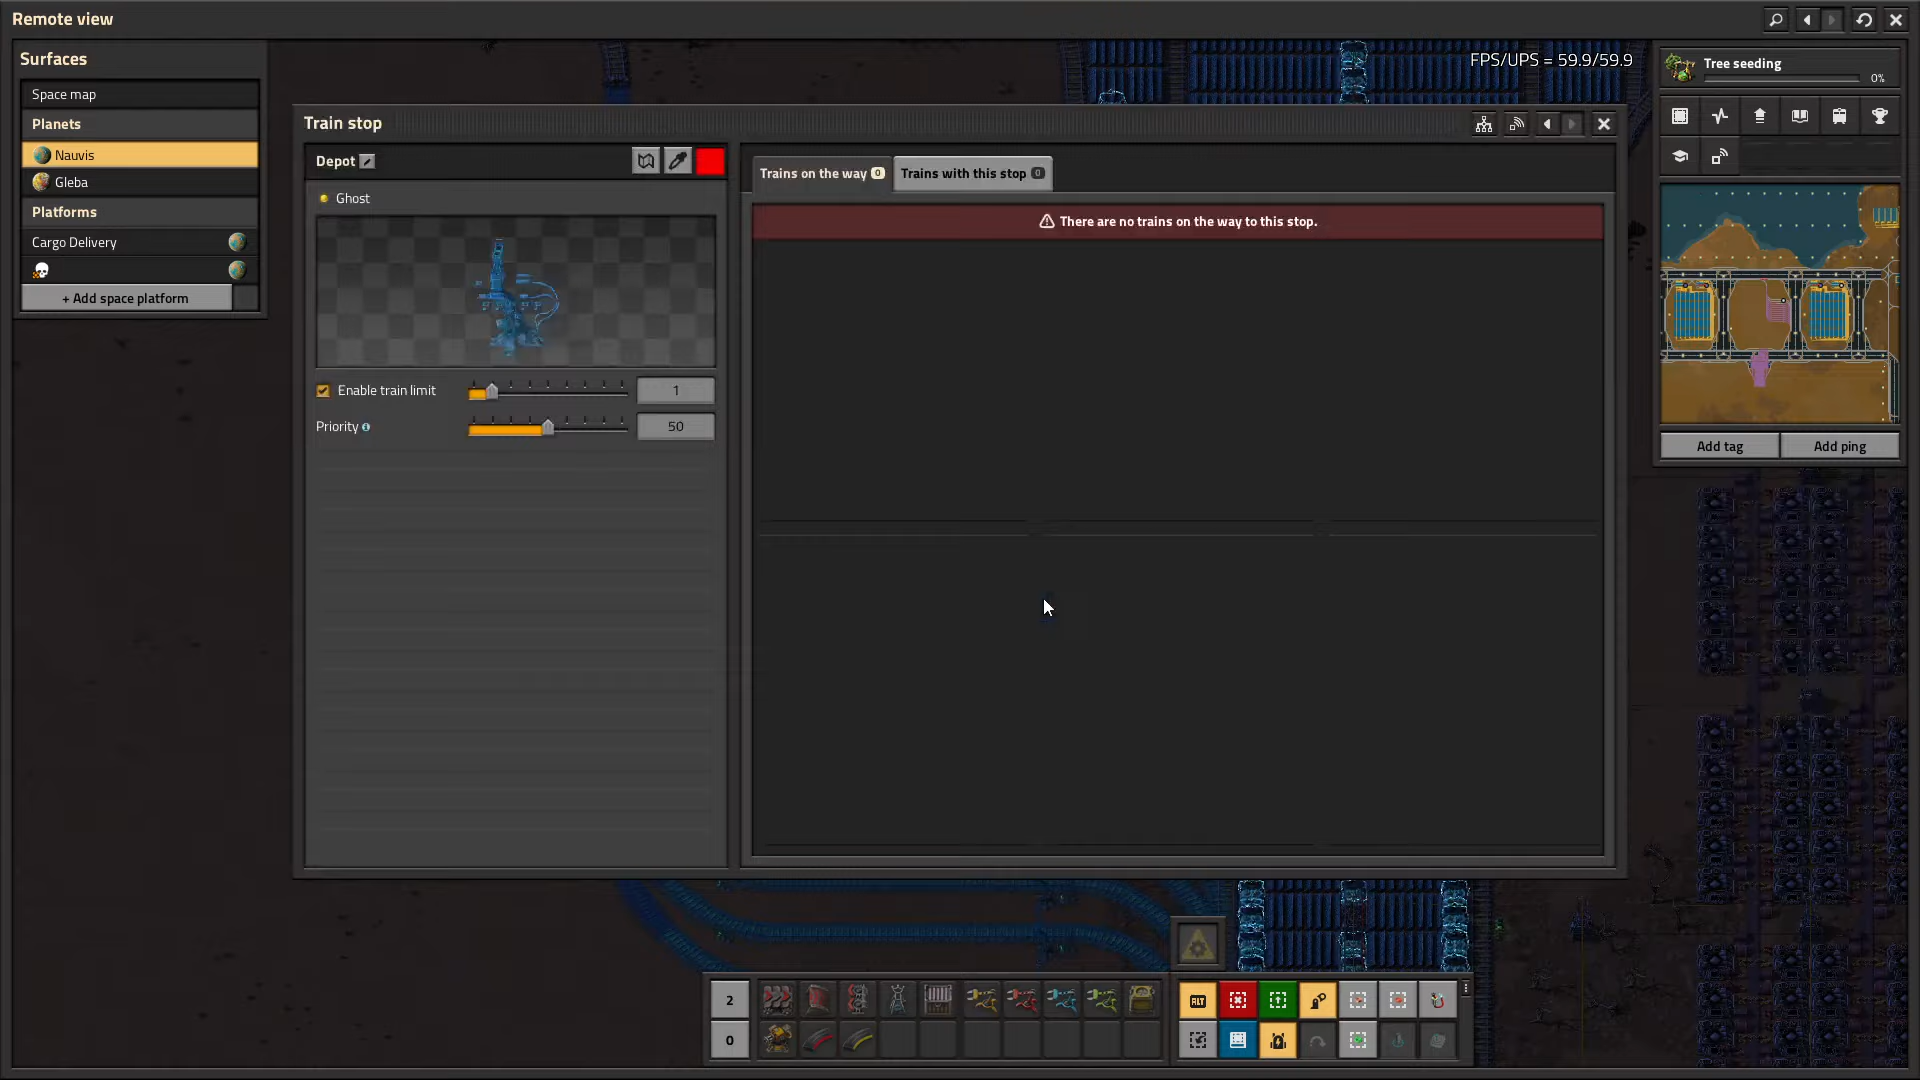 Remote view
Surfaces
Space map
Planets
Nauvis
Gleba
Platforms
Cargo Delivery
+ Add space platform
FPS/UPS = 59.9/59.9
Train stop
Depot
Ghost
Enable train limit 1
Priority 50
Trains on the way 0
Trains with this stop 0
There are no trains on the way to this stop.
Tree seeding
0%
Add tag
Add ping
2
0
ALT